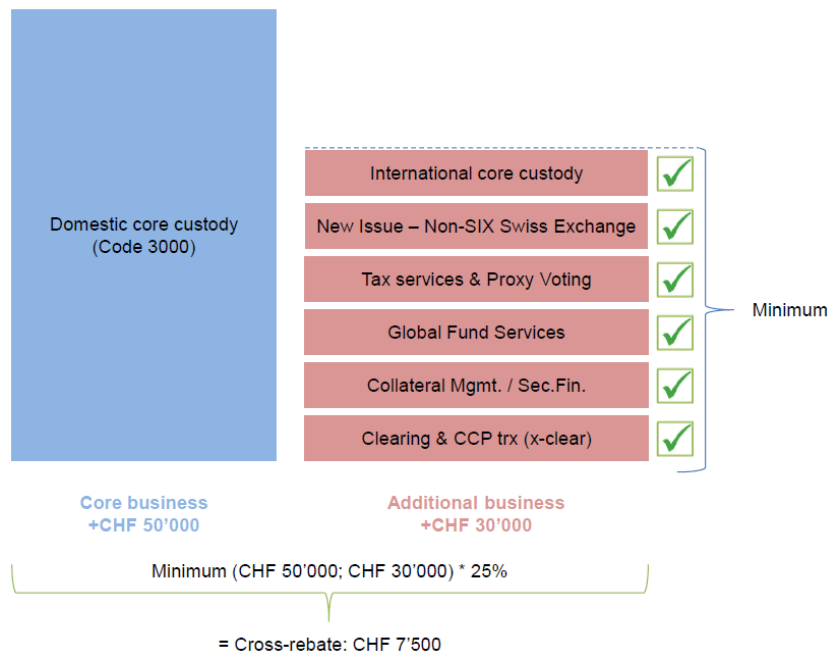 Domestic core custody
(Code 3000)
International core custody
New Issue – Non-SIX Swiss Exchange
Tax services & Proxy Voting
Global Fund Services
Collateral Mgmt. / Sec.Fin.
Clearing & CCP trx (x-clear)
Minimum
Core business
+CHF 50’000
Additional business
+CHF 30’000
Minimum (CHF 50’000; CHF 30’000) * 25%
= Cross-rebate: CHF 7’500